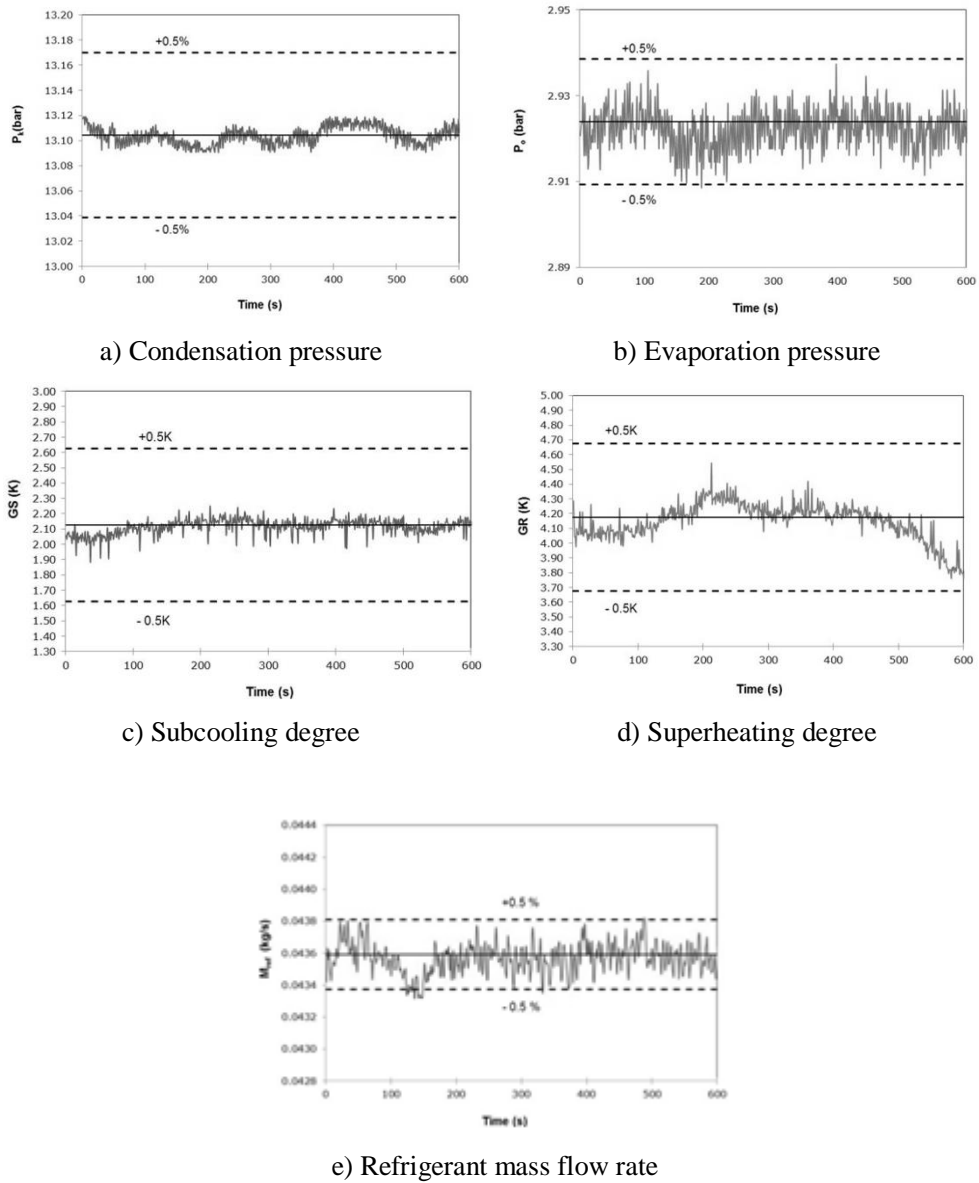 13.20
13.18
13.16
13.14
13.12
13.10
13.08
13.06
13.04
13.02
13.00
P_k(bar)
+0.5%
- 0.5%
0 100 200 300 400 500 600
Time (s)
a) Condensation pressure
2.95
2.93
2.91
2.89
P_o (bar)
+0.5%
- 0.5%
0 100 200 300 400 500 600
Time (s)
b) Evaporation pressure
3.00
2.90
2.80
2.70
2.60
2.50
2.40
2.30
2.20
2.10
2.00
1.90
1.80
1.70
1.60
1.50
1.40
1.30
GS (K)
+0.5K
- 0.5K
0 100 200 300 400 500 600
Time (s)
c) Subcooling degree
5.00
4.90
4.80
4.70
4.60
4.50
4.40
4.30
4.20
4.10
4.00
3.90
3.80
3.70
3.60
3.50
3.40
3.30
GR (K)
+0.5K
- 0.5K
0 100 200 300 400 500 600
Time (s)
d) Superheating degree
0.0444
0.0442
0.0440
0.0438
0.0436
0.0434
0.0432
0.0430
0.0428
M_ref (kg/s)
+0.5 %
- 0.5 %
0 100 200 300 400 500 600
Time (s)
e) Refrigerant mass flow rate